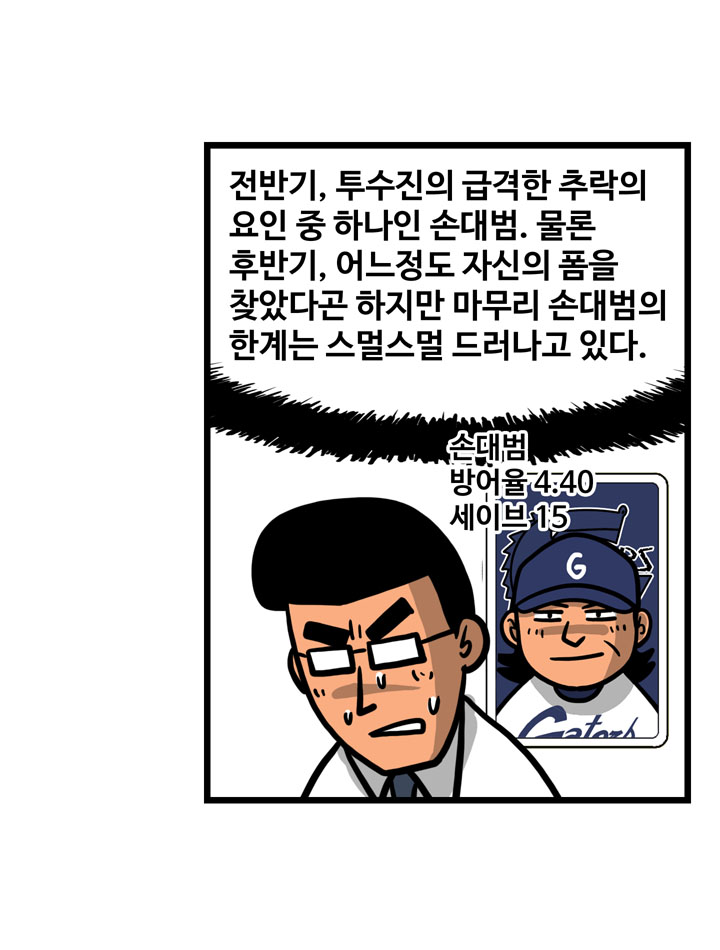 전반기, 투수진의 급격한 추락의
요인 중 하나인 손대범. 물론
후반기, 어느정도 자신의 폼을
찾았다곤 하지만 마무리 손대범의
한계는 스멀스멀 드러나고 있다.
손대범
방어율 4.40
세이브 15
G
Gators